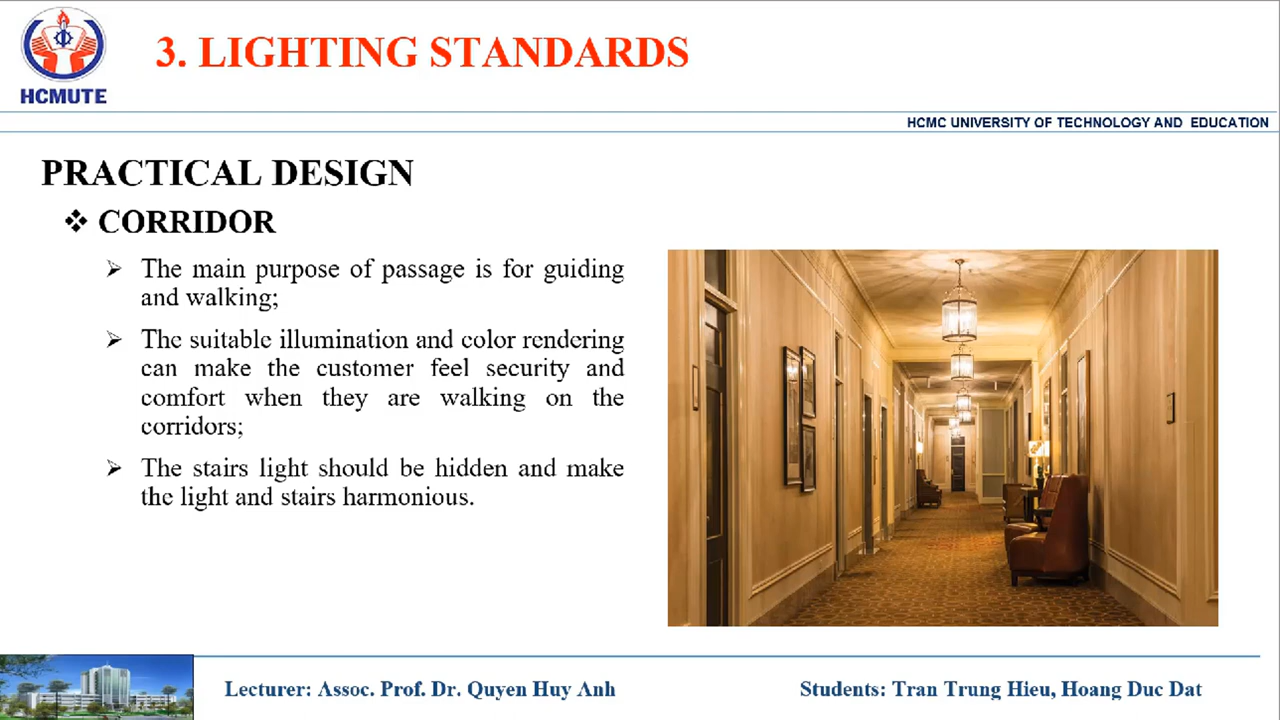 HCMUTE
3. LIGHTING STANDARDS
HCMC UNIVERSITY OF TECHNOLOGY AND EDUCATION
PRACTICAL DESIGN
❖ CORRIDOR
➢ The main purpose of passage is for guiding
and walking;
➢ The suitable illumination and color rendering
can make the customer feel security and
comfort when they are walking on the
corridors;
➢ The stairs light should be hidden and make
the light and stairs harmonious.
Lecturer: Assoc. Prof. Dr. Quyen Huy Anh
Students: Tran Trung Hieu, Hoang Duc Dat